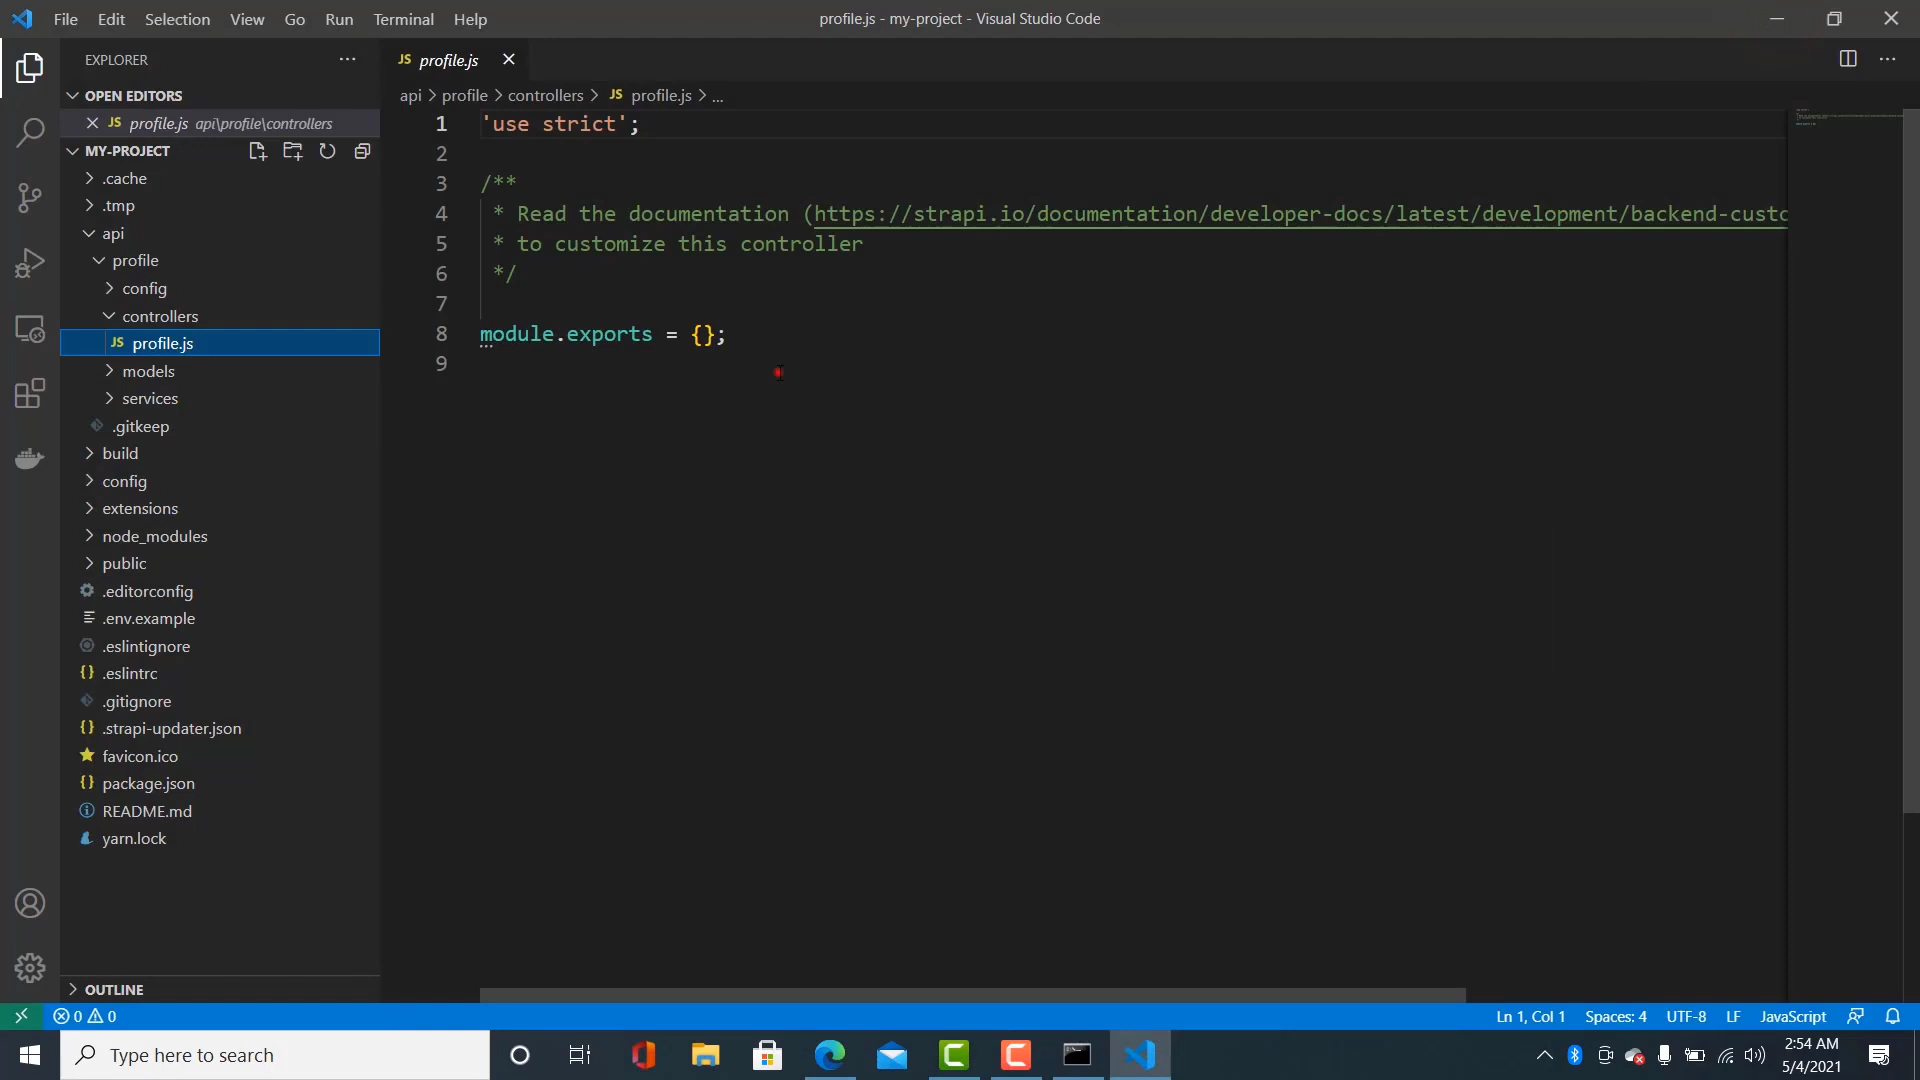 File Edit Selection View Go Run Terminal Help
profile.js - my-project - Visual Studio Code
EXPLORER
OPEN EDITORS
JS profile.js api\profile\controllers
MY-PROJECT
.cache
.tmp
api
profile
config
controllers
JS profile.js
models
services
.gitkeep
build
config
extensions
node_modules
public
.editorconfig
.env.example
.eslintignore
{} .eslintrc
.gitignore
{} .strapi-updater.json
favicon.ico
{} package.json
README.md
yarn.lock
OUTLINE
JS profile.js
api > profile > controllers > JS profile.js > ...
1 'use strict';
2
3 /**
4 * Read the documentation (https://strapi.io/documentation/developer-docs/latest/development/backend-custo
5 * to customize this controller
6 */
7
8 module.exports = {};
9
0 0
Ln 1, Col 1 Spaces: 4 UTF-8 LF JavaScript
Type here to search
2:54 AM
5/4/2021